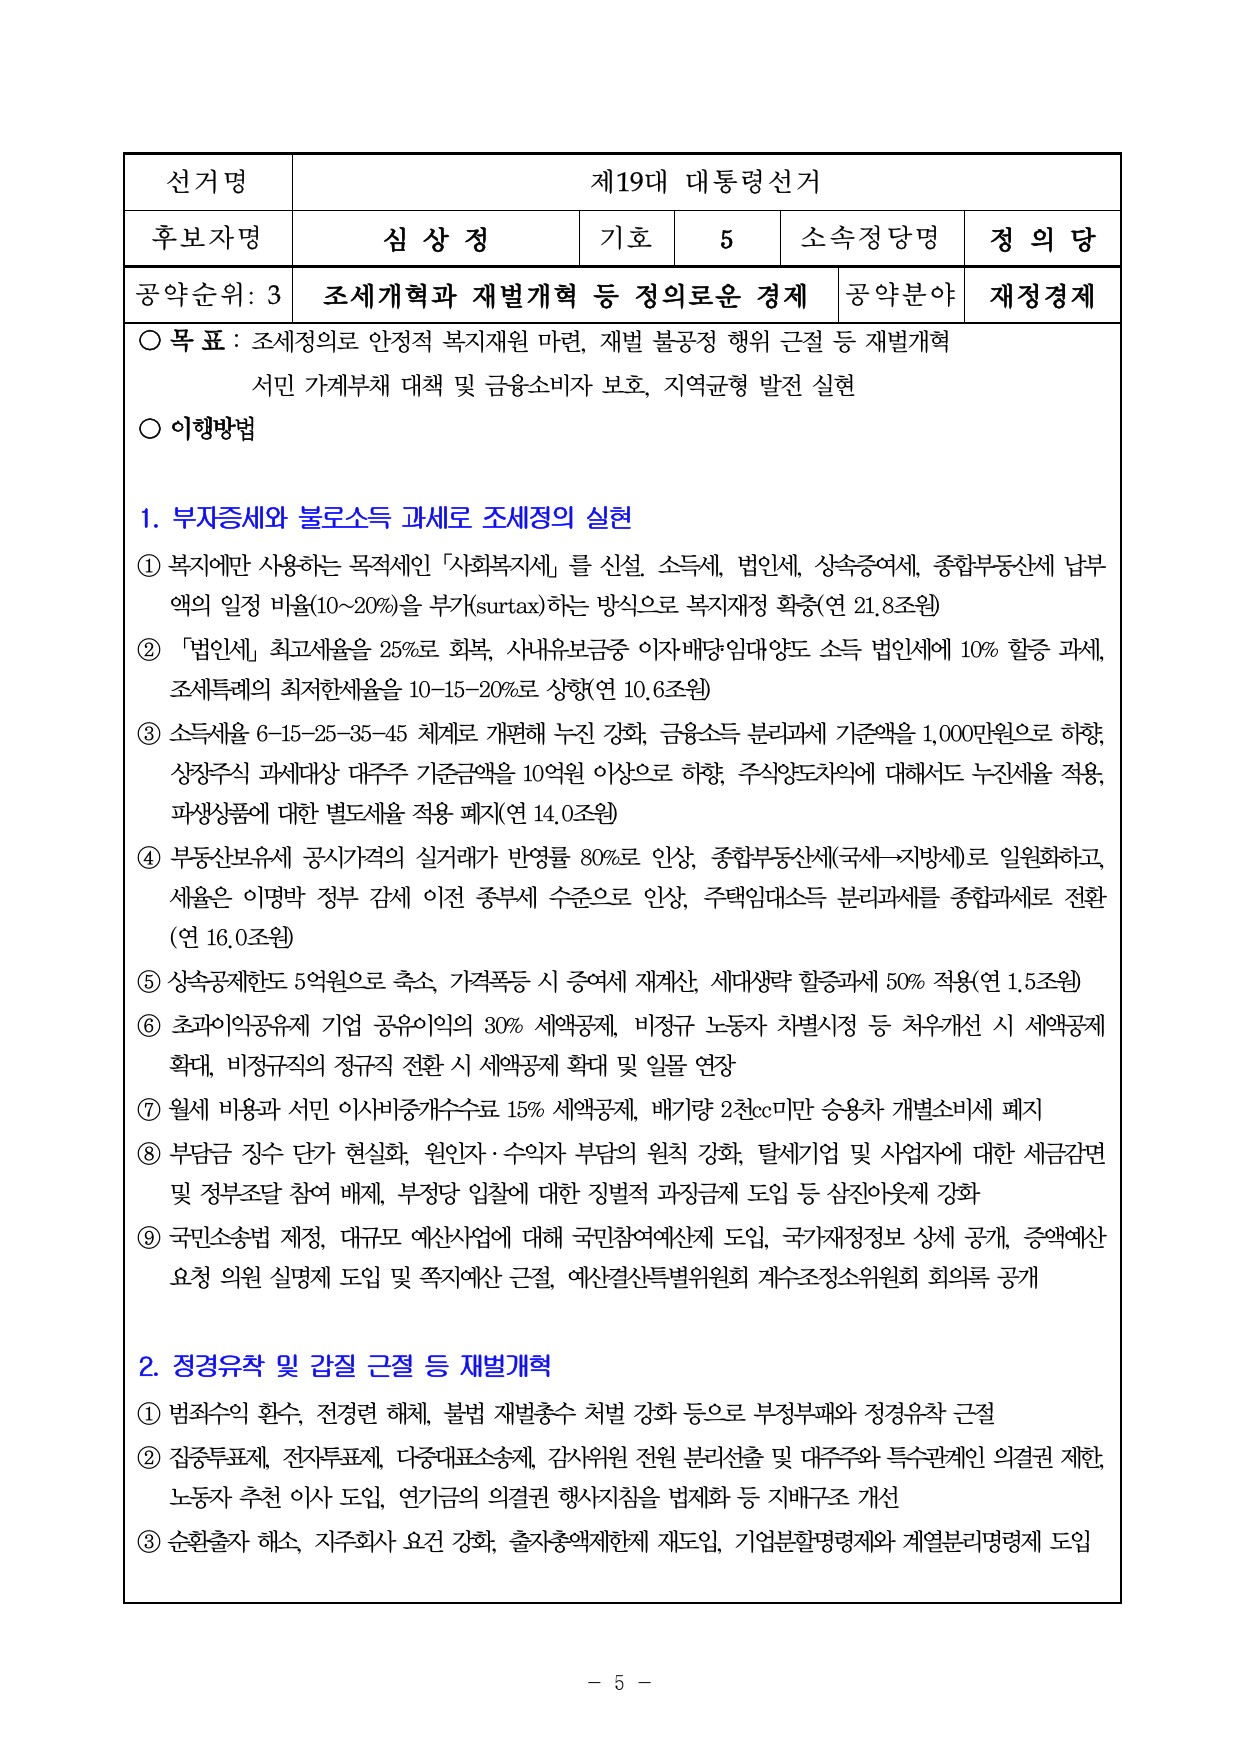 선거명 제19대 대통령선거
후보자명 심 상 정 기호 5 소속정당명 정 의 당
공약순위: 3 조세개혁과 재벌개혁 등 정의로운 경제 공약분야 재정경제
○ 목 표 : 조세정의로 안정적 복지재원 마련, 재벌 불공정 행위 근절 등 재벌개혁
서민 가계부채 대책 및 금융소비자 보호, 지역균형 발전 실현
○ 이행방법
1. 부자증세와 불로소득 과세로 조세정의 실현
① 복지에만 사용하는 목적세인 「사회복지세」를 신설. 소득세, 법인세, 상속증여세, 종합부동산세 납부
액의 일정 비율(10~20%)을 부가(surtax)하는 방식으로 복지재정 확충(연 21.8조원)
② 「법인세」 최고세율을 25%로 회복, 사내유보금중 이자·배당·임대·양도 소득 법인세에 10% 할증 과세,
조세특례의 최저한세율을 10-15-20%로 상향(연 10.6조원)
③ 소득세율 6-15-25-35-45 체계로 개편해 누진 강화, 금융소득 분리과세 기준액을 1,000만원으로 하향,
상장주식 과세대상 대주주 기준금액을 10억원 이상으로 하향, 주식양도차익에 대해서도 누진세율 적용,
파생상품에 대한 별도세율 적용 폐지(연 14.0조원)
④ 부동산보유세 공시가격의 실거래가 반영률 80%로 인상, 종합부동산세(국세→지방세)로 일원화하고,
세율은 이명박 정부 감세 이전 종부세 수준으로 인상, 주택임대소득 분리과세를 종합과세로 전환
(연 16.0조원)
⑤ 상속공제한도 5억원으로 축소, 가격폭등 시 증여세 재계산, 세대생략 할증과세 50% 적용(연 1.5조원)
⑥ 초과이익공유제 기업 공유이익의 30% 세액공제, 비정규 노동자 차별시정 등 처우개선 시 세액공제
확대, 비정규직의 정규직 전환 시 세액공제 확대 및 일몰 연장
⑦ 월세 비용과 서민 이사비·중개수수료 15% 세액공제, 배기량 2천cc미만 승용차 개별소비세 폐지
⑧ 부담금 징수 단가 현실화, 원인자·수익자 부담의 원칙 강화, 탈세기업 및 사업자에 대한 세금감면
및 정부조달 참여 배제, 부정당 입찰에 대한 징벌적 과징금제 도입 등 삼진아웃제 강화
⑨ 국민소송법 제정, 대규모 예산사업에 대해 국민참여예산제 도입, 국가재정정보 상세 공개, 증액예산
요청 의원 실명제 도입 및 쪽지예산 근절, 예산결산특별위원회 계수조정소위원회 회의록 공개
2. 정경유착 및 갑질 근절 등 재벌개혁
① 범죄수익 환수, 전경련 해체, 불법 재벌총수 처벌 강화 등으로 부정부패와 정경유착 근절
② 집중투표제, 전자투표제, 다중대표소송제, 감사위원 전원 분리선출 및 대주주와 특수관계인 의결권 제한,
노동자 추천 이사 도입, 연기금의 의결권 행사지침을 법제화 등 지배구조 개선
③ 순환출자 해소, 지주회사 요건 강화, 출자총액제한제 재도입, 기업분할명령제와 계열분리명령제 도입
- 5 -